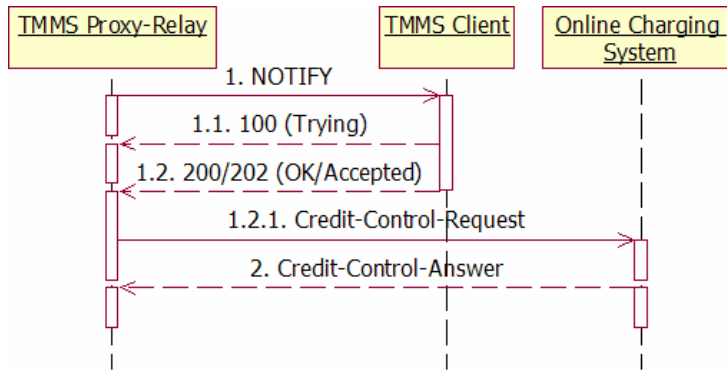 TMMS Proxy-Relay
TMMS Client
Online Charging
System
1. NOTIFY
1.1. 100 (Trying)
1.2. 200/202 (OK/Accepted)
1.2.1. Credit-Control-Request
2. Credit-Control-Answer